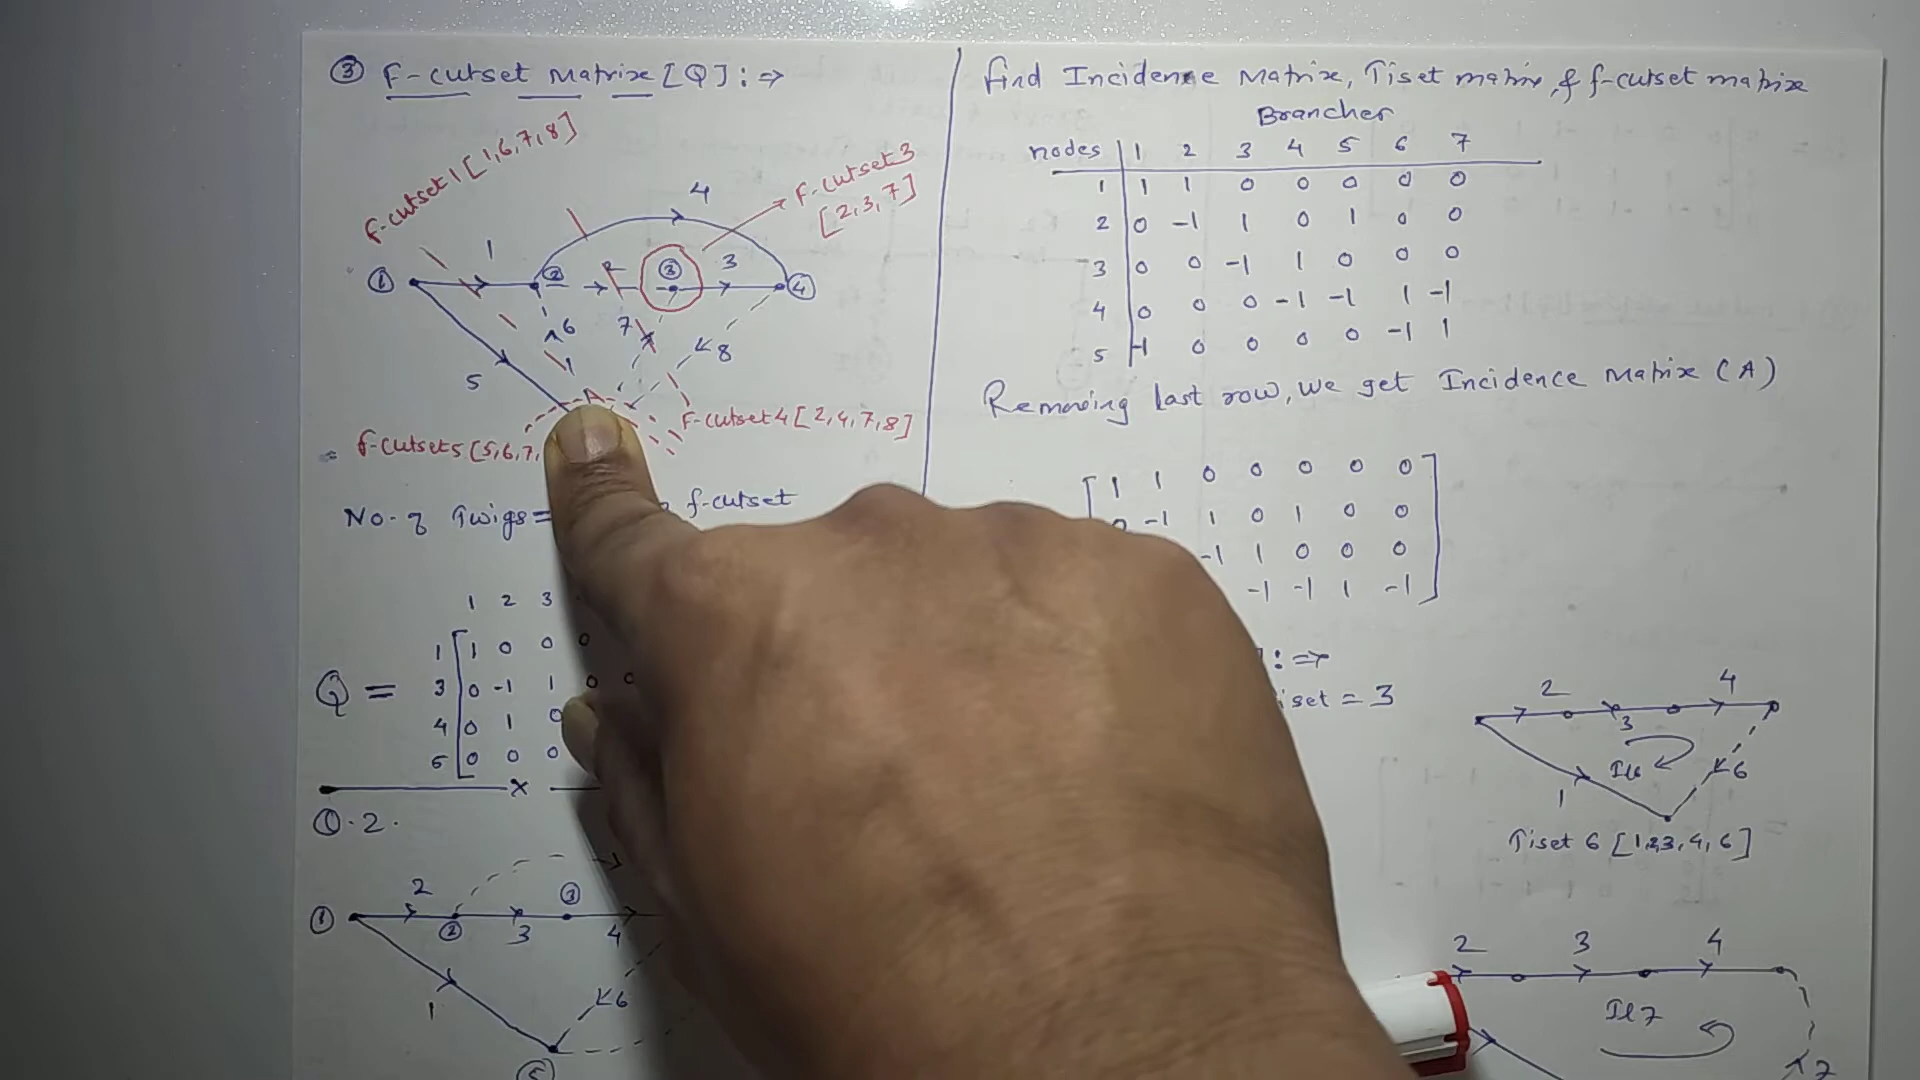 ③ F-cutset Matrix [Q] : ⇒
F-cutset 1 [1,6,7,8]
F-cutset 3
[2,3,7]
4
1
① ② 2 ③ 3 ④
6 7 8
5
F-cutset 4 [2,4,7,8]
F-cutset 5 [5,6,7,
No. of Twigs = f-cutset
1 2 3
1 [ 1 0 0 0
Q = 3 0 -1 1 0 0
4 0 1 0
5 0 0 0
x
Q.2.
2 ③
① ② 3 4
1 6
⑤
find Incidence Matrix, Tiset matrix, & f-cutset matrix
Branches
nodes 1 2 3 4 5 6 7
1 1 1 0 0 0 0 0
2 0 -1 1 0 1 0 0
3 0 0 -1 1 0 0 0
4 0 0 0 -1 -1 1 -1
5 -1 0 0 0 0 -1 1
Removing last row, we get Incidence Matrix (A)
1 1 0 0 0 0 0
0 -1 1 0 1 0 0
-1 1 0 0 0
-1 -1 1 -1
] : ⇒
iset = 3
2 3 4
Il6
1 6
Tiset 6 [1,2,3,4,6]
2 3 4
Il7
7